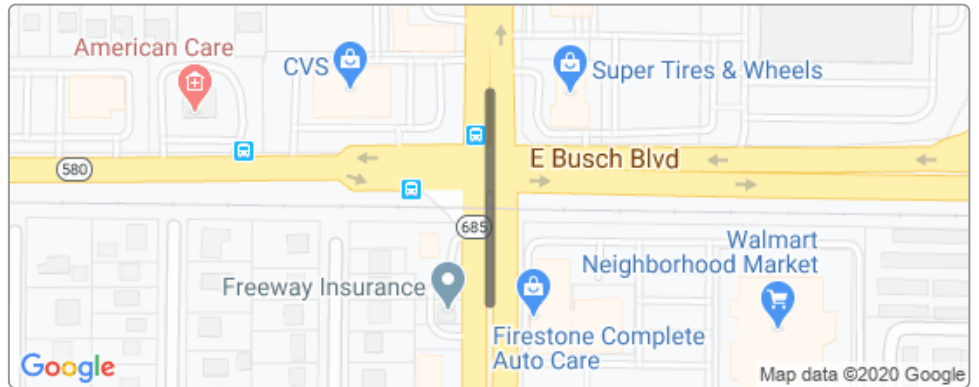 American Care
CVS
Super Tires & Wheels
E Busch Blvd
580
685
Walmart
Neighborhood Market
Freeway Insurance
Firestone Complete
Auto Care
Google
Map data ©2020 Google